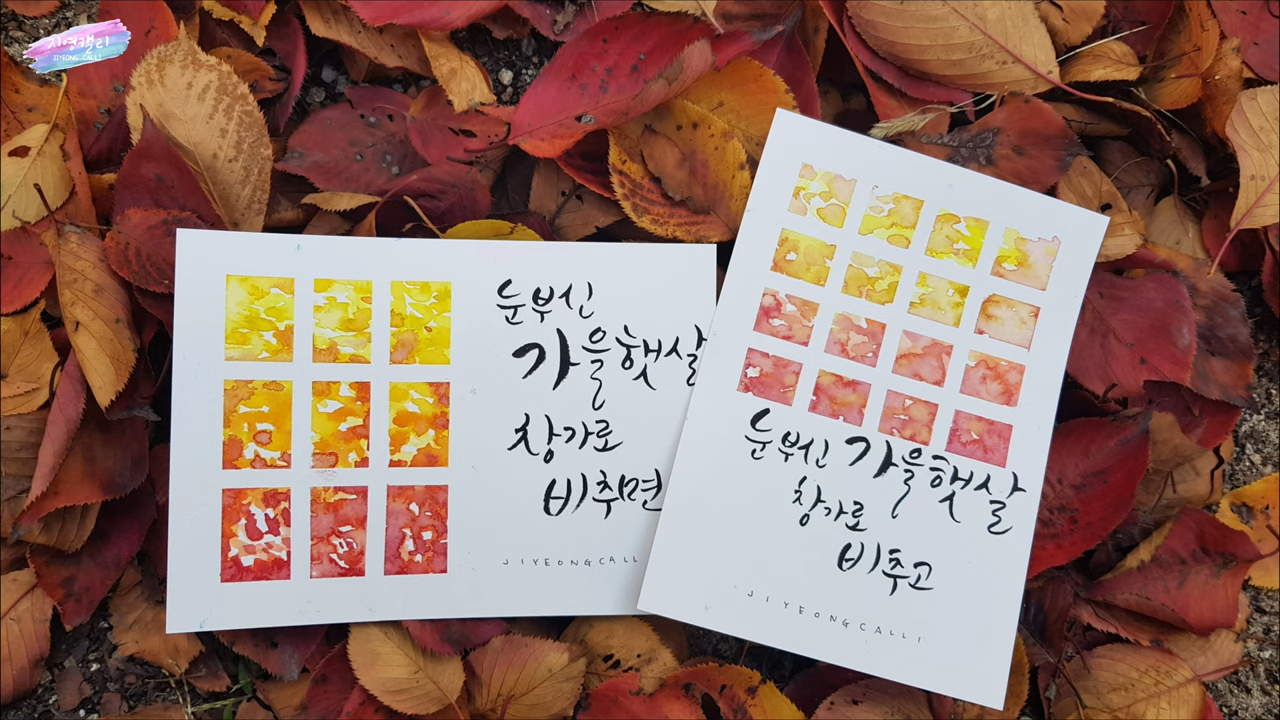 지영캘리
JIYEONG CALLI
눈부신
가을햇살
창가로
비추면
JIYEONGCALL
눈부신 가을햇살
창가로
비추고
JIYEONGCALLI